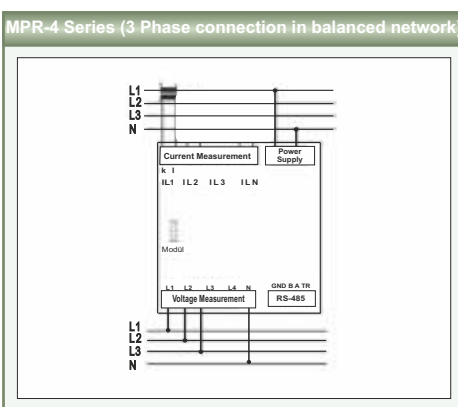 MPR-4 Series (3 Phase connection in balanced network)
L1
L2
L3
N
Current Measurement
Power
Supply
k l
IL1 IL2 IL3 ILN
Modül
L1 L2 L3 L4 N
GND B A TR
Voltage Measurement
RS-485
L1
L2
L3
N